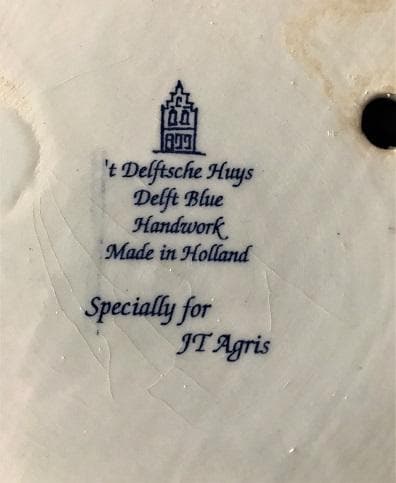 't Delftsche Huys
Delft Blue
Handwork
Made in Holland
Specially for
JT Agris